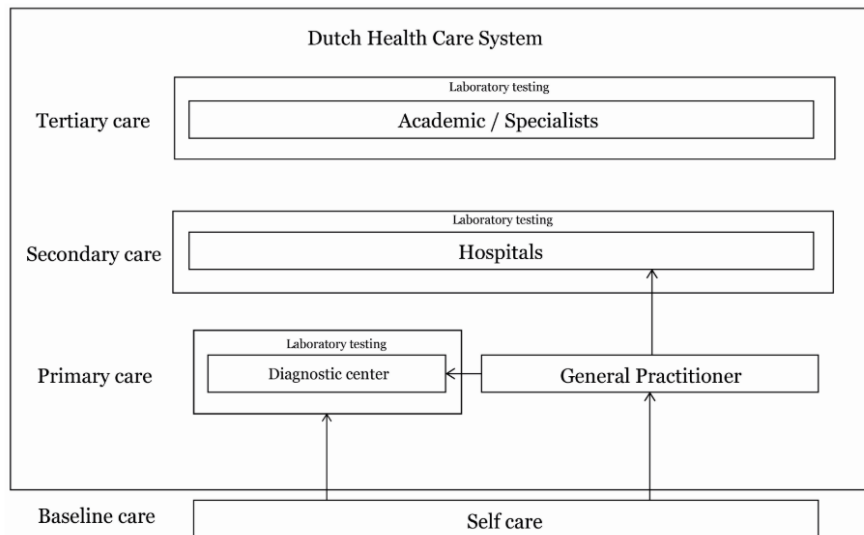 Dutch Health Care System
Laboratory testing
Tertiary care
Academic / Specialists
Laboratory testing
Secondary care
Hospitals
Laboratory testing
Primary care
Diagnostic center
General Practitioner
Baseline care
Self care